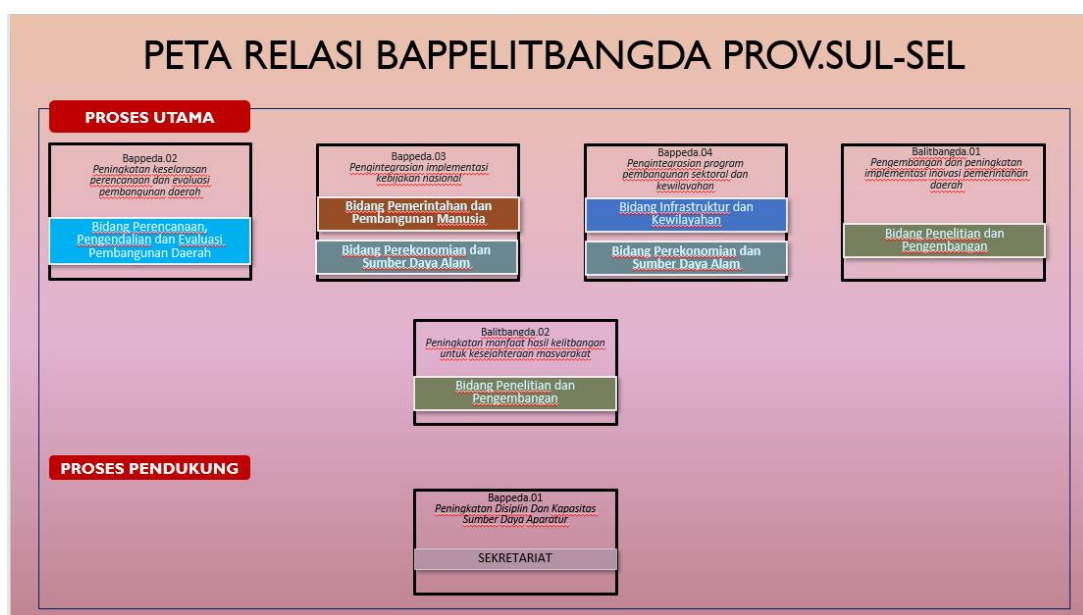 PETA RELASI BAPPELITBANGDA PROV.SUL-SEL
PROSES UTAMA
Bappeda.02
Peningkatan keselarasan
perencanaan dan evaluasi
pembangunan daerah
Bidang Perencanaan,
Pengendalian dan Evaluasi
Pembangunan Daerah
Bappeda.03
Pengintegrasian implementasi
kebijakan nasional
Bidang Pemerintahan dan
Pembangunan Manusia
Bidang Perekonomian dan
Sumber Daya Alam
Bappeda.04
Pengintegrasian program
pembangunan sektoral dan
kewilayahan
Bidang Infrastruktur dan
Kewilayahan
Bidang Perekonomian dan
Sumber Daya Alam
Balitbangda.01
Pengembangan dan peningkatan
implementasi inovasi pemerintahan
daerah
Bidang Penelitian dan
Pengembangan
Balitbangda.02
Peningkatan manfaat hasil kelitbangan
untuk kesejahteraan masyarakat
Bidang Penelitian dan
Pengembangan
PROSES PENDUKUNG
Bappeda.01
Peningkatan Disiplin Dan Kapasitas
Sumber Daya Aparatur
SEKRETARIAT